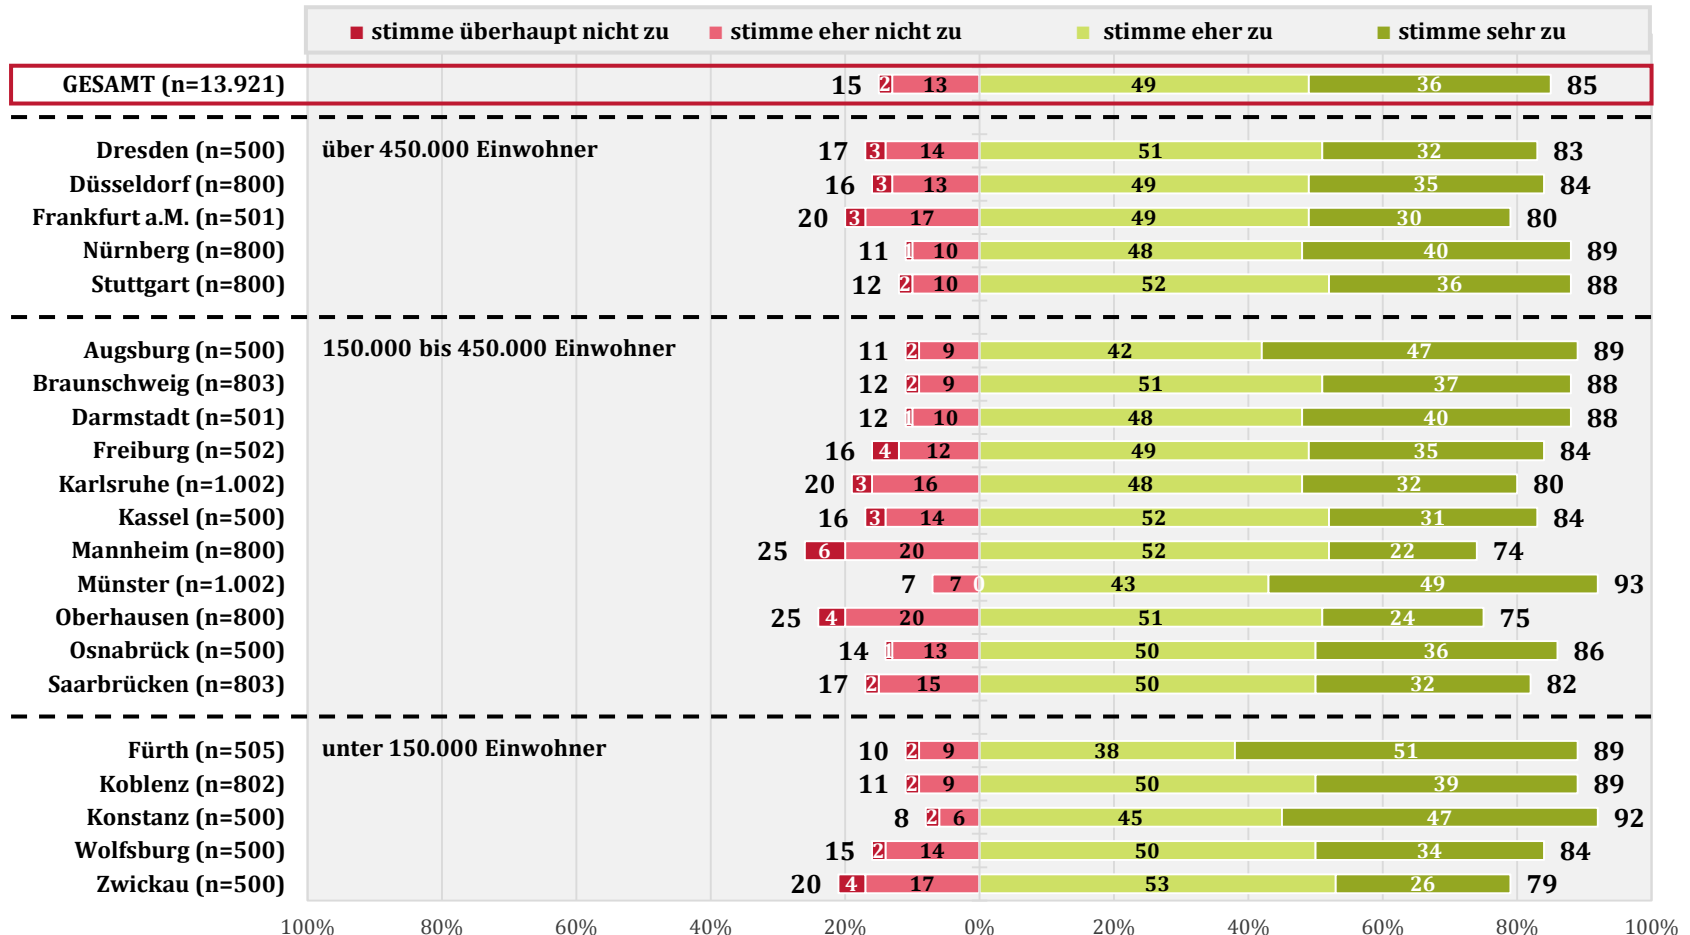 stimme überhaupt nicht zu stimme eher nicht zu stimme eher zu stimme sehr zu
GESAMT (n=13.921) 15 2 13 49 36 85
Dresden (n=500) über 450.000 Einwohner 17 3 14 51 32 83
Düsseldorf (n=800) 16 3 13 49 35 84
Frankfurt a.M. (n=501) 20 3 17 49 30 80
Nürnberg (n=800) 11 1 10 48 40 89
Stuttgart (n=800) 12 2 10 52 36 88
Augsburg (n=500) 150.000 bis 450.000 Einwohner 11 2 9 42 47 89
Braunschweig (n=803) 12 2 9 51 37 88
Darmstadt (n=501) 12 1 10 48 40 88
Freiburg (n=502) 16 4 12 49 35 84
Karlsruhe (n=1.002) 20 3 16 48 32 80
Kassel (n=500) 16 3 14 52 31 84
Mannheim (n=800) 25 6 20 52 22 74
Münster (n=1.002) 7 7 0 43 49 93
Oberhausen (n=800) 25 4 20 51 24 75
Osnabrück (n=500) 14 1 13 50 36 86
Saarbrücken (n=803) 17 2 15 50 32 82
Fürth (n=505) unter 150.000 Einwohner 10 2 9 38 51 89
Koblenz (n=802) 11 2 9 50 39 89
Konstanz (n=500) 8 2 6 45 47 92
Wolfsburg (n=500) 15 2 14 50 34 84
Zwickau (n=500) 20 4 17 53 26 79
100% 80% 60% 40% 20% 0% 20% 40% 60% 80% 100%